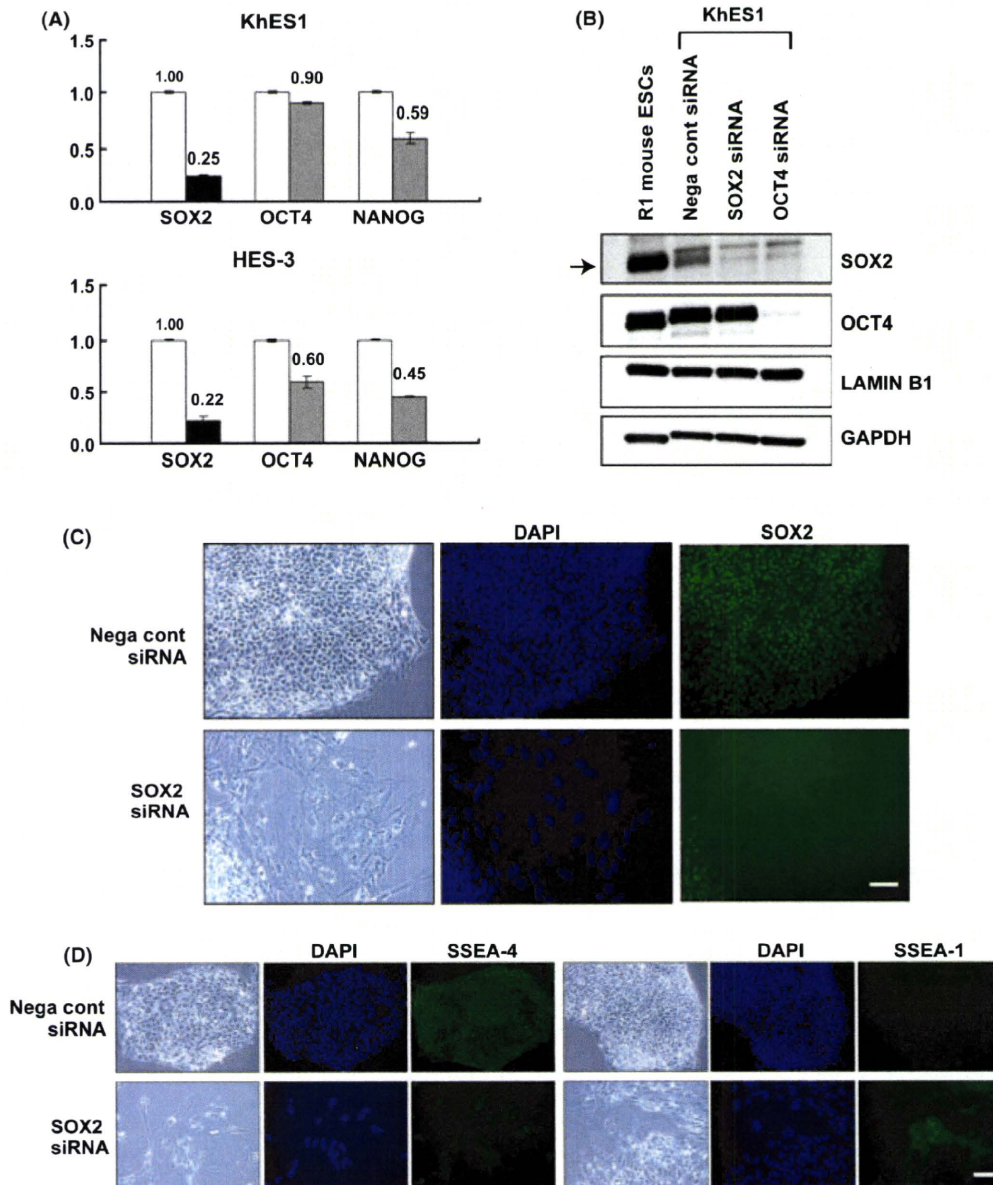 (A)
KhES1
1.5
1.0
0.5
0.0
1.00
0.25
0.90
0.59
SOX2 OCT4 NANOG
HES-3
1.5
1.0
0.5
0.0
1.00
0.22
0.60
0.45
SOX2 OCT4 NANOG
(B)
KhES1
R1 mouse ESCs
Nega cont siRNA
SOX2 siRNA
OCT4 siRNA
SOX2
OCT4
LAMIN B1
GAPDH
(C)
DAPI SOX2
Nega cont
siRNA
SOX2
siRNA
(D)
DAPI SSEA-4 DAPI SSEA-1
Nega cont
siRNA
SOX2
siRNA